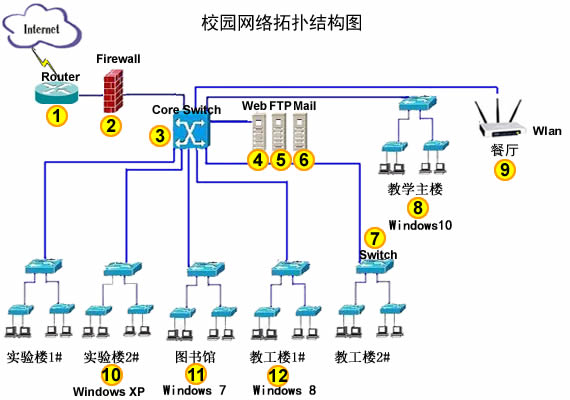 校园网络拓扑结构图
Internet
Router
1
Firewall
2
Core Switch
3
Web FTP Mail
4 5 6
教学主楼
8
Windows10
Wlan
餐厅
9
7
Switch
实验楼1#
实验楼2#
10
Windows XP
图书馆
11
Windows 7
教工楼1#
12
Windows 8
教工楼2#